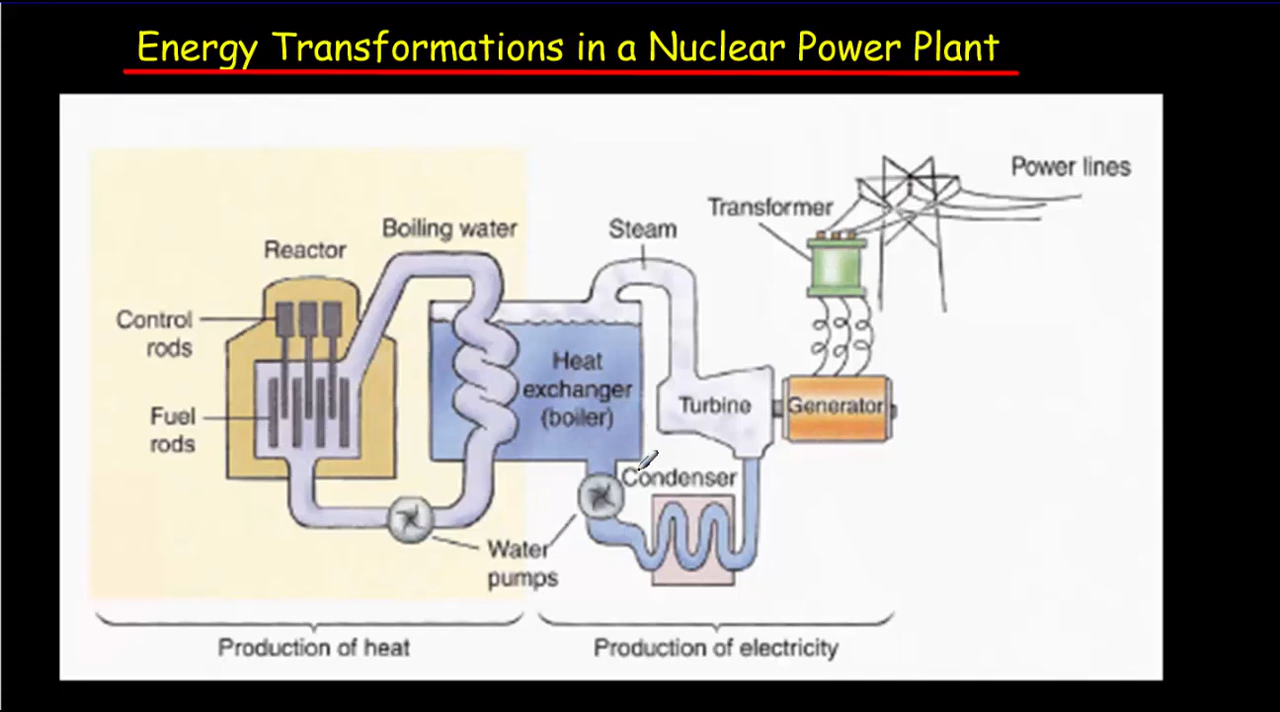 Energy Transformations in a Nuclear Power Plant
Power lines
Transformer
Boiling water
Steam
Reactor
Control
rods
Heat
exchanger
(boiler)
Turbine
Generator
Fuel
rods
Condenser
Water
pumps
Production of heat
Production of electricity